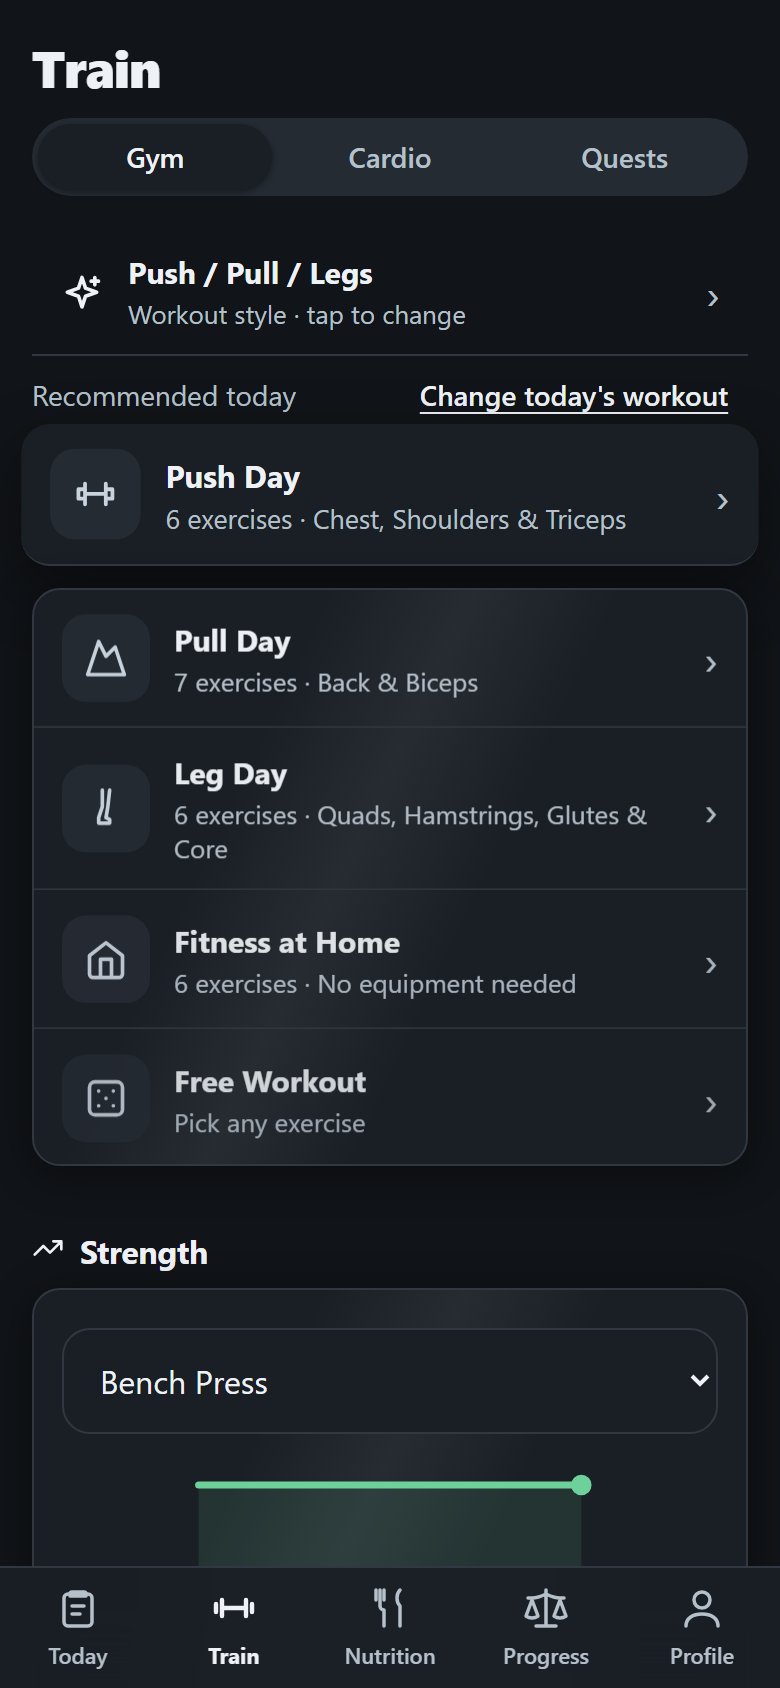 Train
Gym
Cardio
Quests
Push / Pull / Legs
Workout style · tap to change
Recommended today
Change today's workout
Push Day
6 exercises · Chest, Shoulders & Triceps
Pull Day
7 exercises · Back & Biceps
Leg Day
6 exercises · Quads, Hamstrings, Glutes &
Core
Fitness at Home
6 exercises · No equipment needed
Free Workout
Pick any exercise
Strength
Bench Press
Today
Train
Nutrition
Progress
Profile